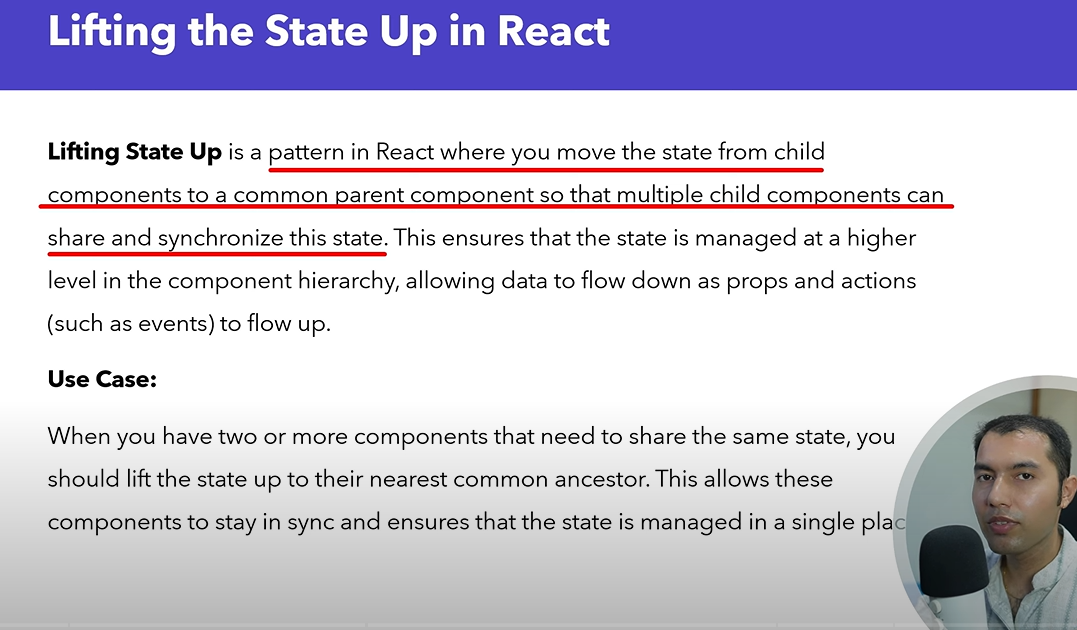 Lifting the State Up in React
Lifting State Up is a pattern in React where you move the state from child
components to a common parent component so that multiple child components can
share and synchronize this state. This ensures that the state is managed at a higher
level in the component hierarchy, allowing data to flow down as props and actions
(such as events) to flow up.
Use Case:
When you have two or more components that need to share the same state, you
should lift the state up to their nearest common ancestor. This allows these
components to stay in sync and ensures that the state is managed in a single plac